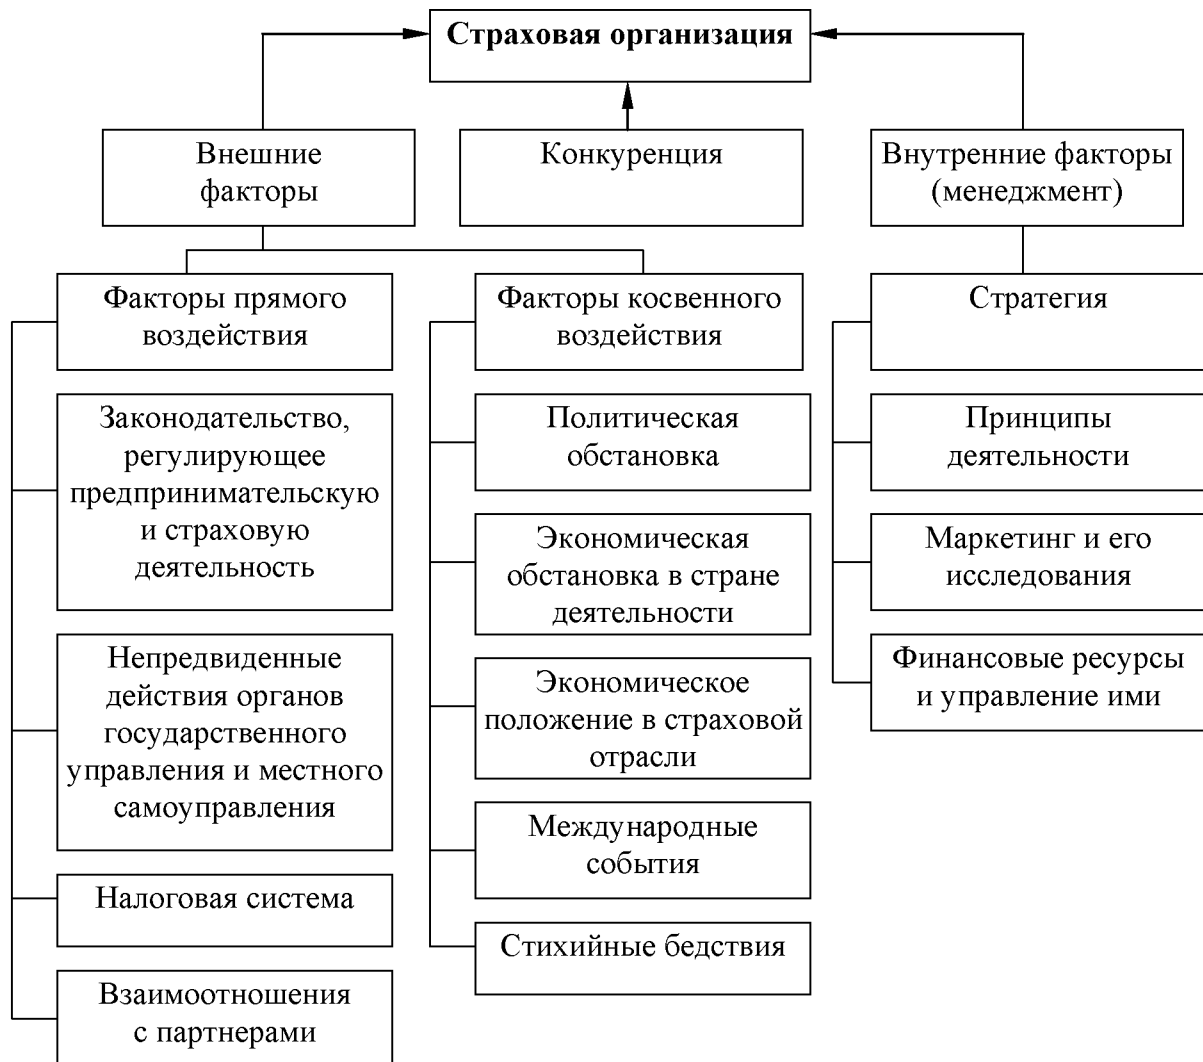 Страховая организация
Внешние
факторы
Конкуренция
Внутренние факторы
(менеджмент)
Факторы прямого
воздействия
Законодательство,
регулирующее
предпринимательскую
и страховую
деятельность
Непредвиденные
действия органов
государственного
управления и местного
самоуправления
Налоговая система
Взаимоотношения
с партнерами
Факторы косвенного
воздействия
Политическая
обстановка
Экономическая
обстановка в стране
деятельности
Экономическое
положение в страховой
отрасли
Международные
события
Стихийные бедствия
Стратегия
Принципы
деятельности
Маркетинг и его
исследования
Финансовые ресурсы
и управление ими